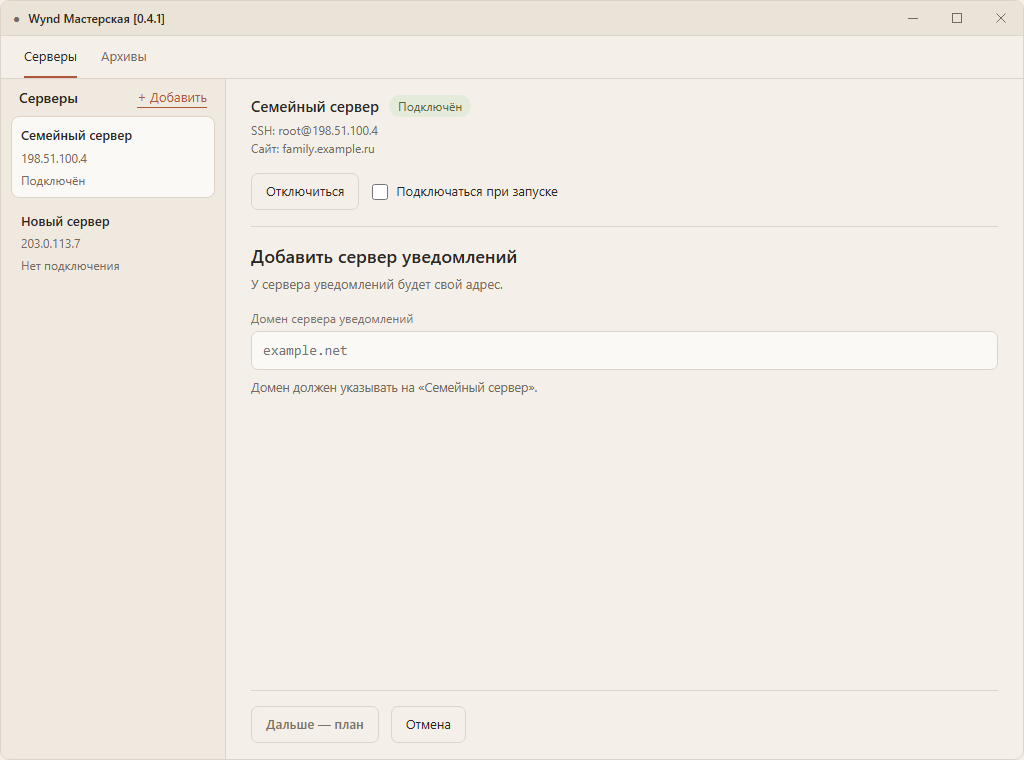 Wynd Мастерская [0.4.1]
Серверы Архивы
Серверы + Добавить
Семейный сервер
198.51.100.4
Подключён
Новый сервер
203.0.113.7
Нет подключения
Семейный сервер Подключён
SSH: root@198.51.100.4
Сайт: family.example.ru
Отключиться Подключаться при запуске
Добавить сервер уведомлений
У сервера уведомлений будет свой адрес.
Домен сервера уведомлений
example.net
Домен должен указывать на «Семейный сервер».
Дальше — план Отмена